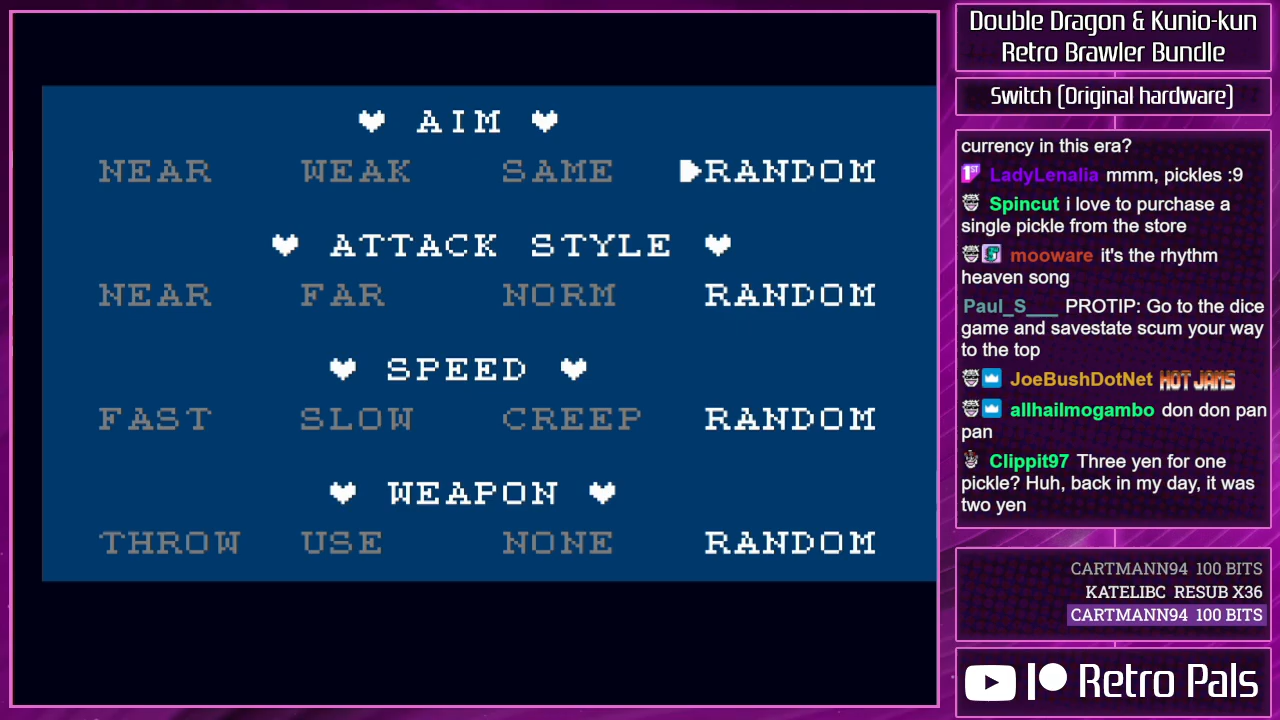 ♥ AIM ♥
NEAR WEAK SAME ▶RANDOM
♥ ATTACK STYLE ♥
NEAR FAR NORM RANDOM
♥ SPEED ♥
FAST SLOW CREEP RANDOM
♥ WEAPON ♥
THROW USE NONE RANDOM
Double Dragon & Kunio-kun
Retro Brawler Bundle
Switch (Original hardware)
currency in this era?
1ST LadyLenalia mmm, pickles :9
Spincut i love to purchase a
single pickle from the store
mooware it's the rhythm
heaven song
Paul_S___ PROTIP: Go to the dice
game and savestate scum your way
to the top
JoeBushDotNet HOT JAMS
allhailmogambo don don pan
pan
Clippit97 Three yen for one
pickle? Huh, back in my day, it was
two yen
CARTMANN94 100 BITS
KATELIBC RESUB X36
CARTMANN94 100 BITS
Retro Pals